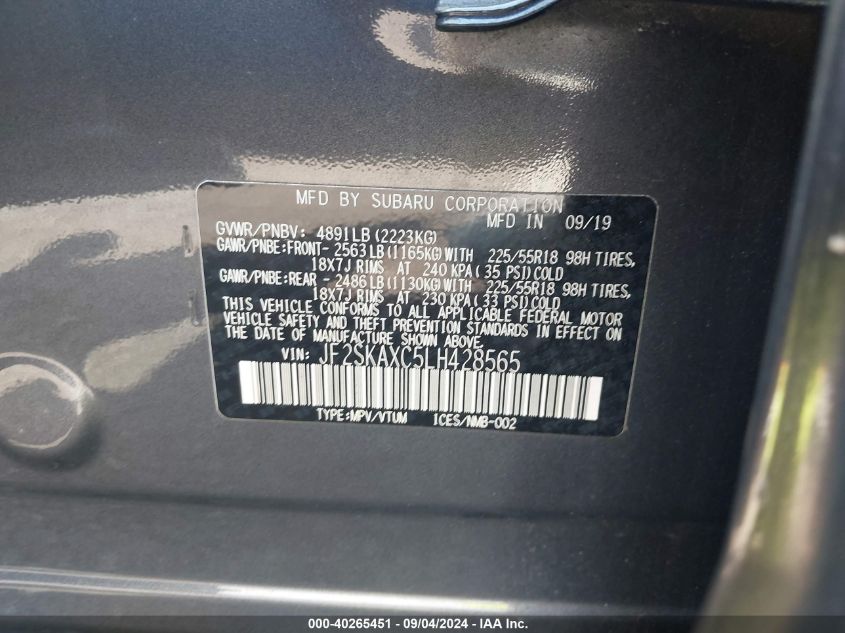 MFD BY SUBARU CORPORATION
MFD IN 09/19
GVWR/PNBV: 4891LB(2223KG)
GAWR/PNBE:FRONT- 2563LB(1165KG)WITH 225/55R18 98H TIRES,
18X7J RIMS AT 240 KPA(35 PSI)COLD
GAWR/PNBE:REAR - 2486LB(1130KG)WITH 225/55R18 98H TIRES,
18X7J RIMS AT 230 KPA(33 PSI)COLD
THIS VEHICLE CONFORMS TO ALL APPLICABLE FEDERAL MOTOR
VEHICLE SAFETY AND THEFT PREVENTION STANDARDS IN EFFECT ON
THE DATE OF MANUFACTURE SHOWN ABOVE.
VIN: JF2SKAXC5LH428565
TYPE:MPV/VTUM ICES/NMB-002
000-40265451 - 09/04/2024 - IAA, Inc.